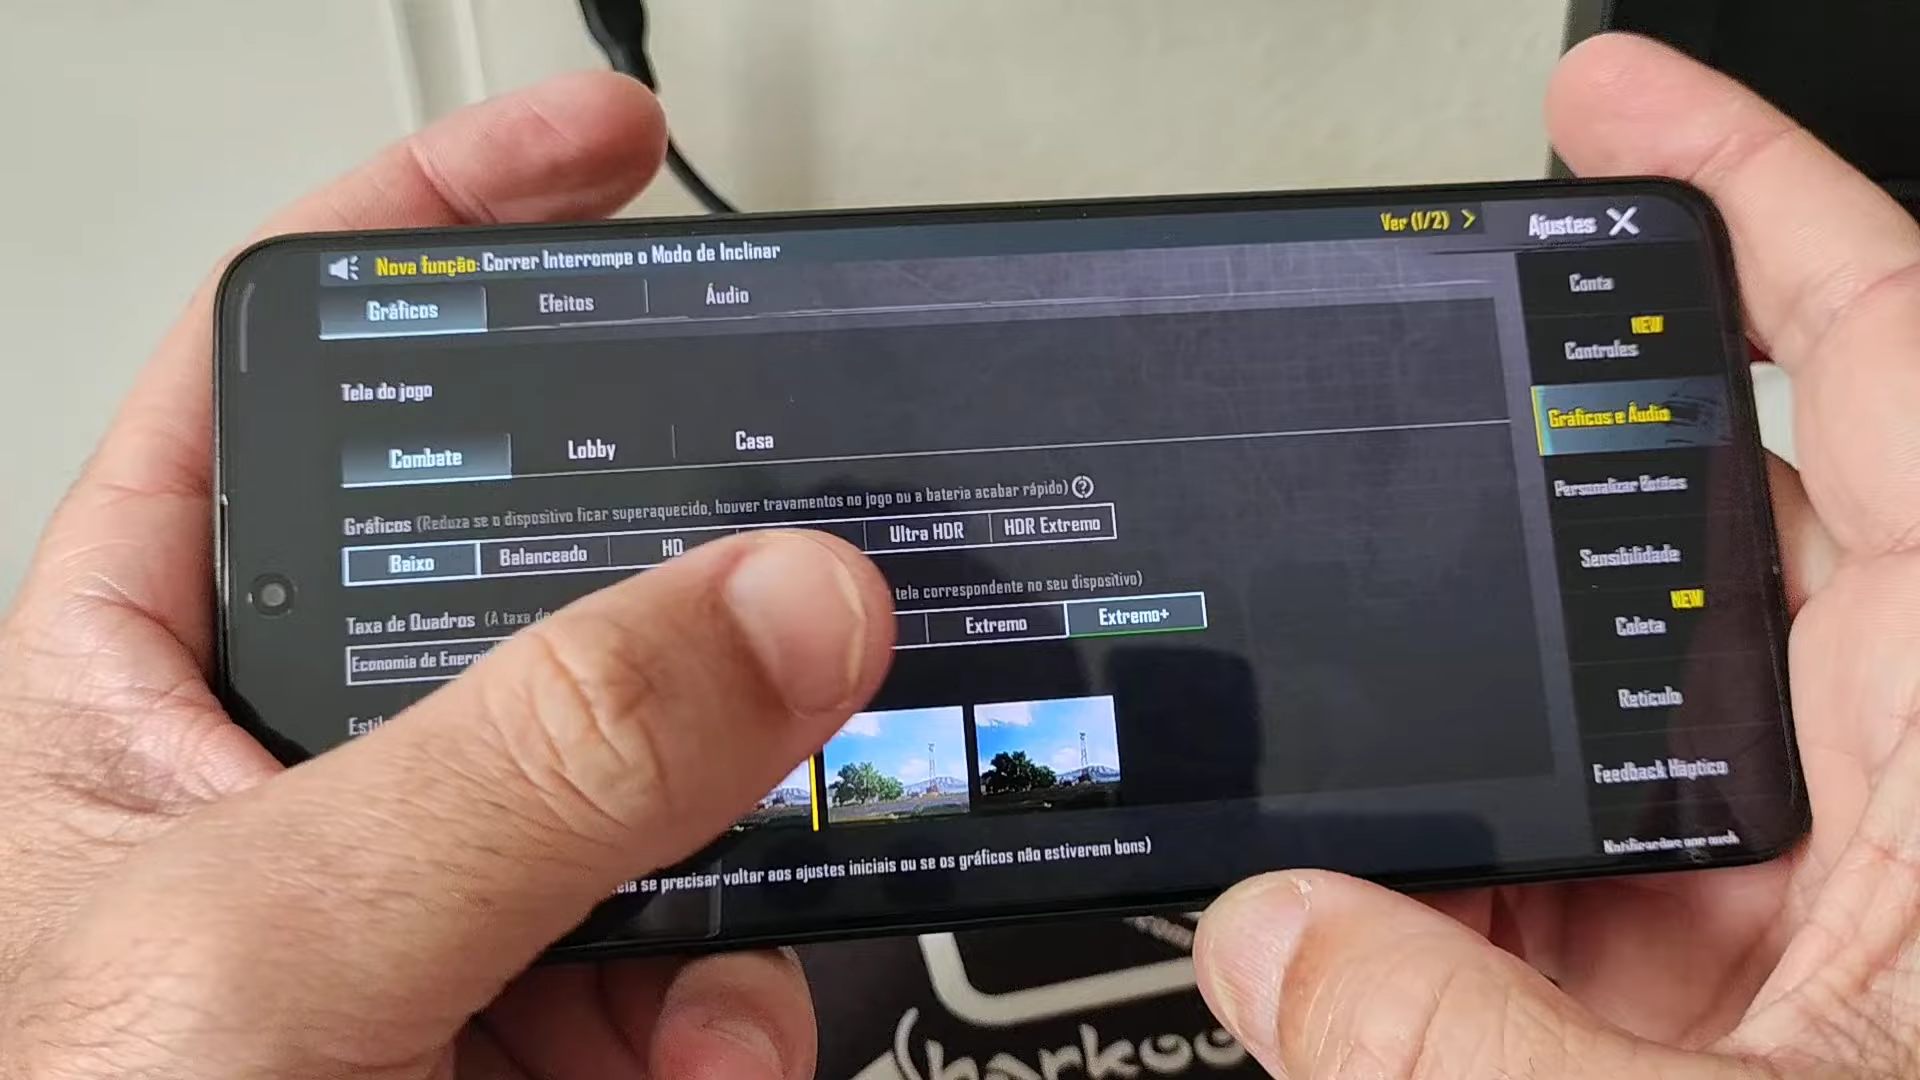 Nova função: Correr Interrompe o Modo de Inclinar
Ver (1/2) >
Ajustes X
Gráficos Efeitos Áudio
Tela do jogo
Combate Lobby Casa
Gráficos (Reduza se o dispositivo ficar superaquecido, houver travamentos no jogo ou a bateria acabar rápido) ?
Baixo Balanceado HD Ultra HDR HDR Extremo
Taxa de Quadros (A taxa de tela correspondente no seu dispositivo)
Economia de Extremo Extremo+
se precisar voltar aos ajustes iniciais ou se os gráficos não estiverem bons)
Conta
NEW
Controles
Gráficos e Áudio
Personalizar Botões
Sensibilidade
NEW
Coleta
Retículo
Feedback Háptico